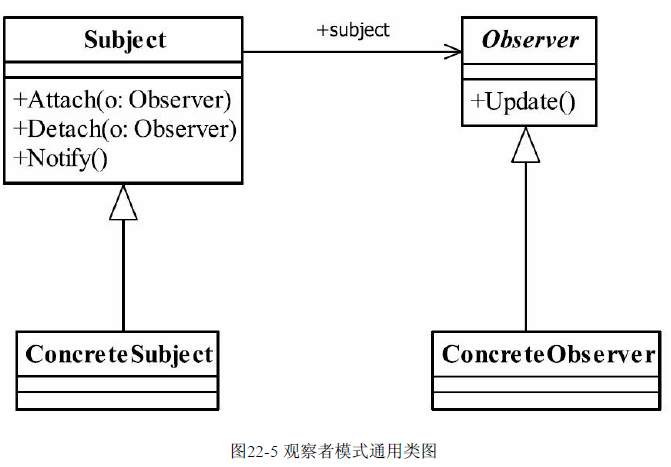 Subject
+Attach(o: Observer)
+Detach(o: Observer)
+Notify()
+subject
Observer
+Update()
ConcreteSubject
ConcreteObserver
图22-5 观察者模式通用类图